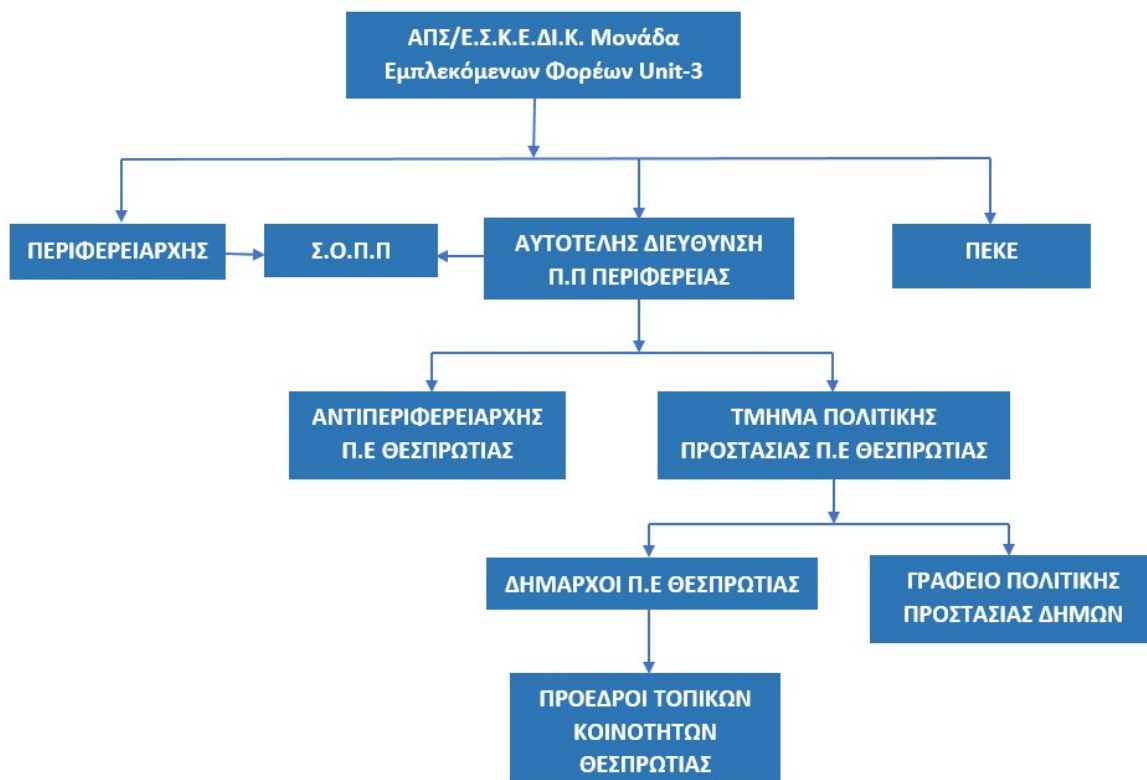 ΑΠΣ/Ε.Σ.Κ.Ε.ΔΙ.Κ. Μονάδα
Εμπλεκόμενων Φορέων Unit-3
ΠΕΡΙΦΕΡΕΙΑΡΧΗΣ
Σ.Ο.Π.Π
ΑΥΤΟΤΕΛΗΣ ΔΙΕΥΘΥΝΣΗ
Π.Π ΠΕΡΙΦΕΡΕΙΑΣ
ΠΕΚΕ
ΑΝΤΙΠΕΡΙΦΕΡΕΙΑΡΧΗΣ
Π.Ε ΘΕΣΠΡΩΤΙΑΣ
ΤΜΗΜΑ ΠΟΛΙΤΙΚΗΣ
ΠΡΟΣΤΑΣΙΑΣ Π.Ε ΘΕΣΠΡΩΤΙΑΣ
ΔΗΜΑΡΧΟΙ Π.Ε ΘΕΣΠΡΩΤΙΑΣ
ΓΡΑΦΕΙΟ ΠΟΛΙΤΙΚΗΣ
ΠΡΟΣΤΑΣΙΑΣ ΔΗΜΩΝ
ΠΡΟΕΔΡΟΙ ΤΟΠΙΚΩΝ
ΚΟΙΝΟΤΗΤΩΝ
ΘΕΣΠΡΩΤΙΑΣ